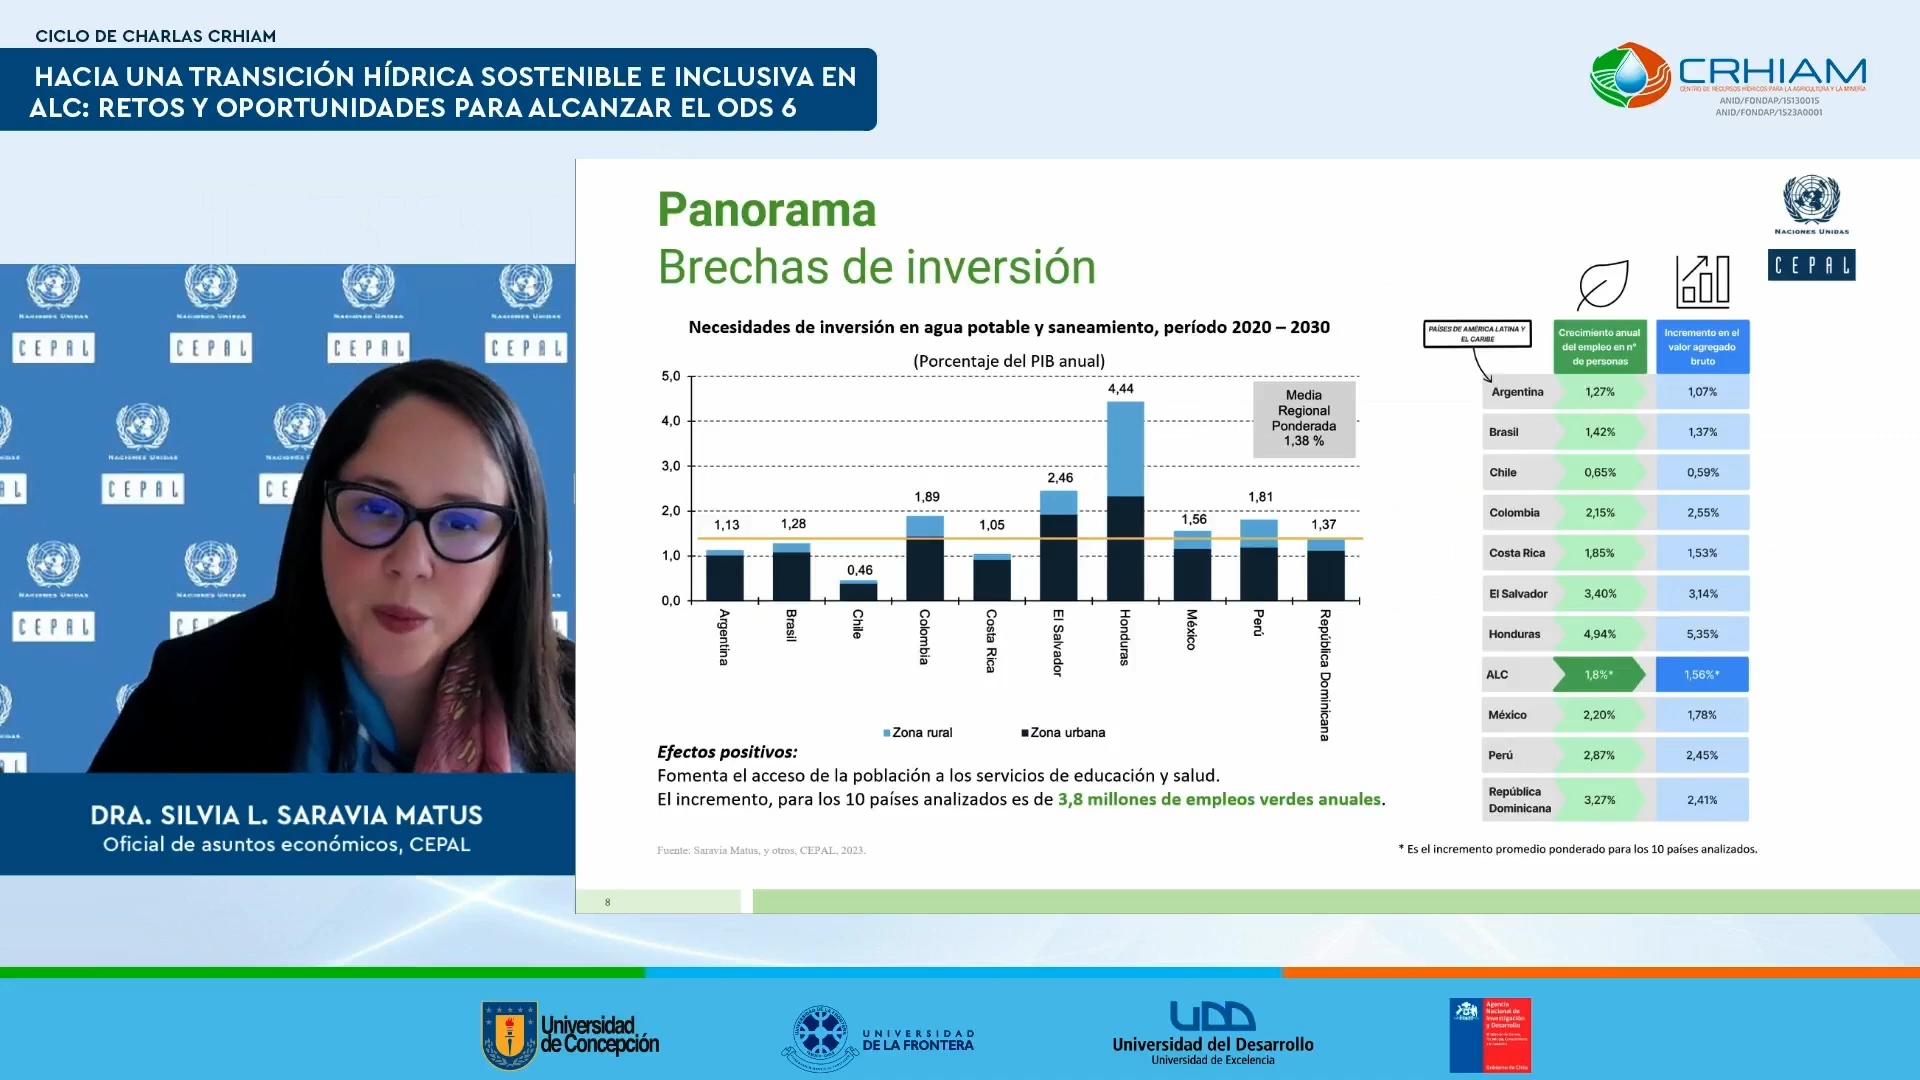 CICLO DE CHARLAS CRHIAM
HACIA UNA TRANSICIÓN HÍDRICA SOSTENIBLE E INCLUSIVA EN
ALC: RETOS Y OPORTUNIDADES PARA ALCANZAR EL ODS 6
CRHIAM
CENTRO DE RECURSOS HÍDRICOS PARA LA AGRICULTURA Y LA MINERÍA
ANID/FONDAP/15130015
ANID/FONDAP/1523A0001
NACIONES UNIDAS
CEPAL
DRA. SILVIA L. SARAVIA MATUS
Oficial de asuntos económicos, CEPAL
Panorama
Brechas de inversión
NACIONES UNIDAS
CEPAL
Necesidades de inversión en agua potable y saneamiento, período 2020 – 2030
(Porcentaje del PIB anual)
5,0
4,0
3,0
2,0
1,0
0,0
1,13
1,28
0,46
1,89
1,05
2,46
4,44
1,56
1,81
1,37
Media
Regional
Ponderada
1,38 %
Argentina
Brasil
Chile
Colombia
Costa Rica
El Salvador
Honduras
México
Perú
República Dominicana
Zona rural
Zona urbana
Efectos positivos:
Fomenta el acceso de la población a los servicios de educación y salud.
El incremento, para los 10 países analizados es de 3,8 millones de empleos verdes anuales.
Fuente: Saravia Matus, y otros, CEPAL, 2023.
8
PAÍSES DE AMÉRICA LATINA Y
EL CARIBE
Crecimiento anual
del empleo en n°
de personas
Incremento en el
valor agregado
bruto
Argentina 1,27% 1,07%
Brasil 1,42% 1,37%
Chile 0,65% 0,59%
Colombia 2,15% 2,55%
Costa Rica 1,85% 1,53%
El Salvador 3,40% 3,14%
Honduras 4,94% 5,35%
ALC 1,8%* 1,56%*
México 2,20% 1,78%
Perú 2,87% 2,45%
República
Dominicana 3,27% 2,41%
* Es el incremento promedio ponderado para los 10 países analizados.
Universidad
de Concepción
UNIVERSIDAD
DE LA FRONTERA
UDD
Universidad del Desarrollo
Universidad de Excelencia
Agencia
Nacional de
Investigación
y Desarrollo
Gobierno de Chile